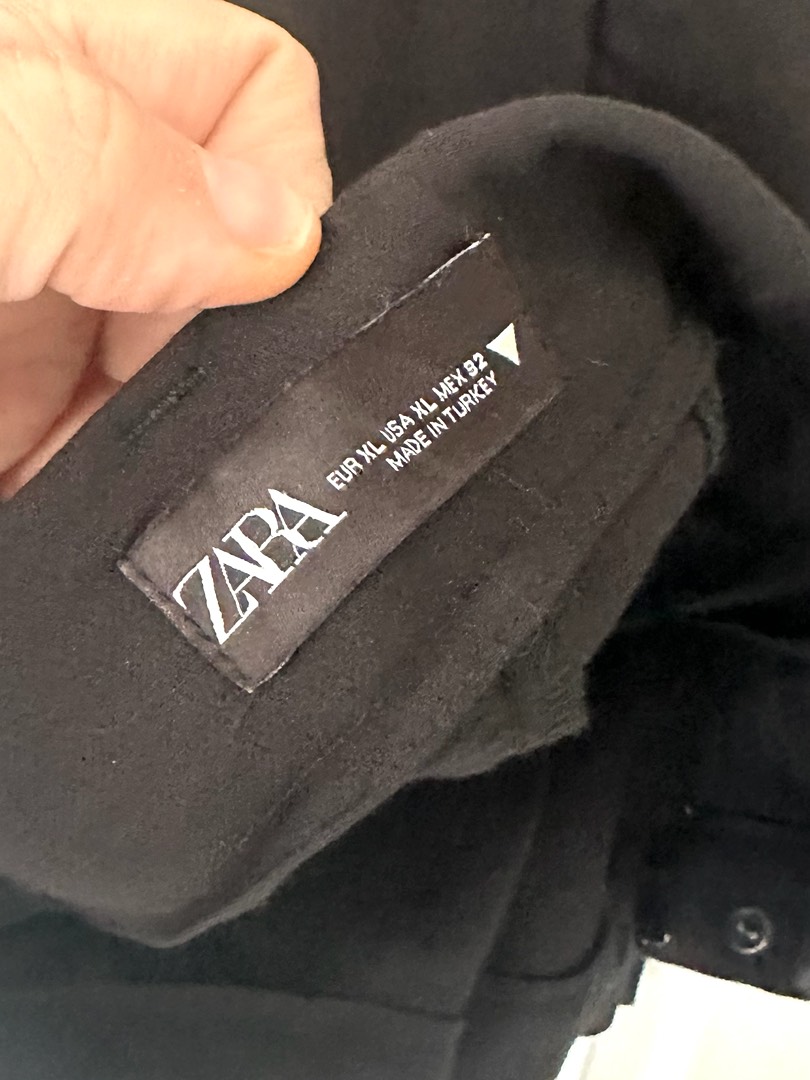 ZARA
EUR XL USA XL MEX 32
MADE IN TURKEY